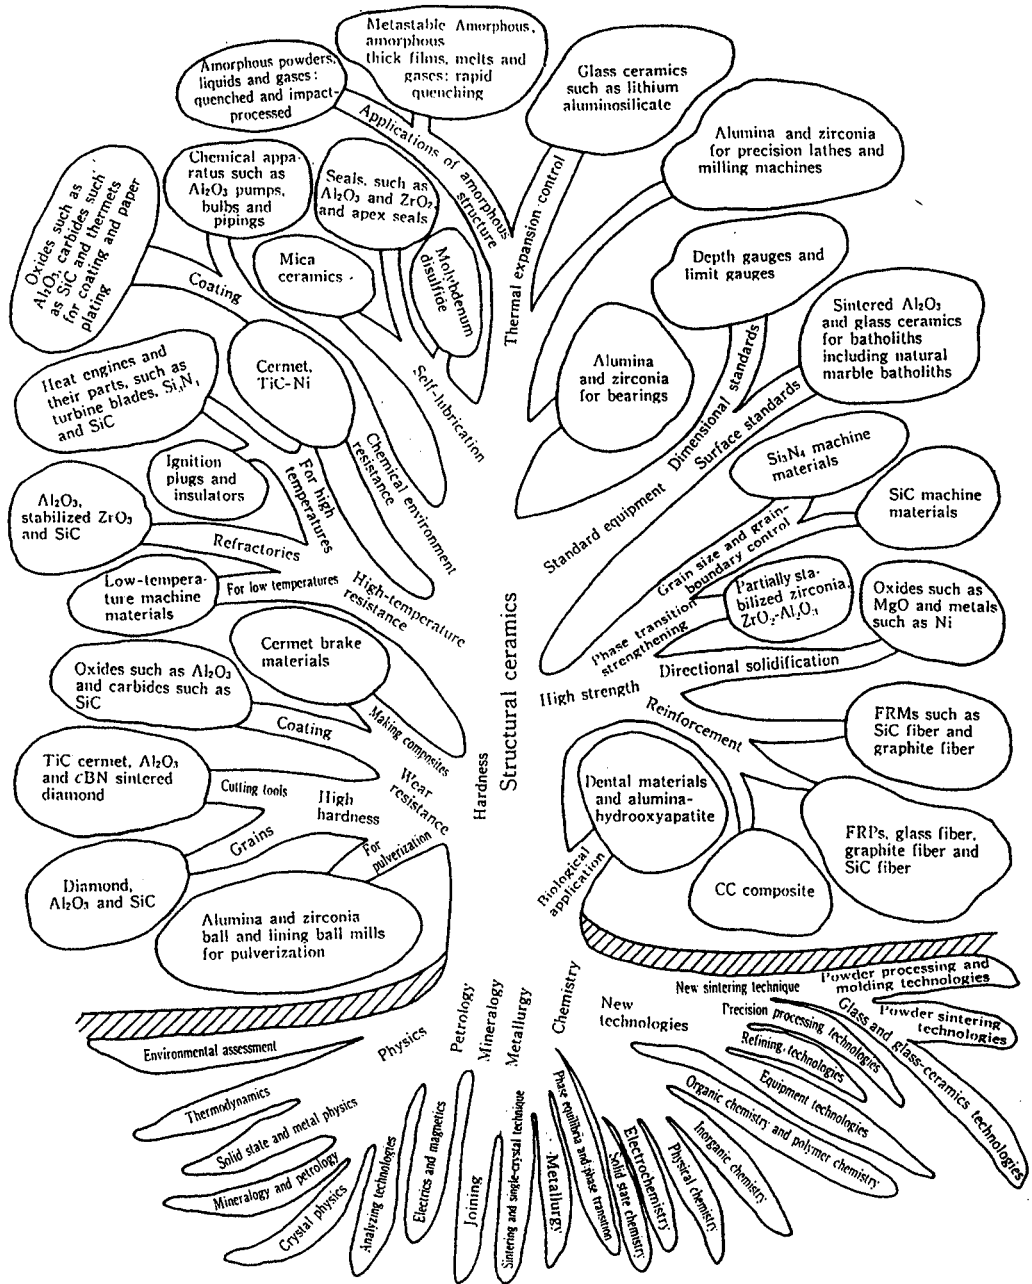 Metastable Amorphous,
amorphous
thick films, melts and
gases: rapid
quenching
Amorphous powders,
liquids and gases:
quenched and impact-
processed
Applications of amorphous
structure
Glass ceramics
such as lithium
aluminosilicate
Thermal expansion control
Alumina and zirconia
for precision lathes and
milling machines
Chemical appa-
ratus such as
Al₂O₃ pumps,
bulbs and
pipings
Seals, such as
Al₂O₃ and ZrO₂
and apex seals
Oxides such as
Al₂O₃, carbides such
as SiC and thermets
for coating and paper
plating
Coating
Mica
ceramics
Molybdenum
disulfide
Self-lubrication
Depth gauges and
limit gauges
Dimensional standards
Sintered Al₂O₃
and glass ceramics
for batholiths
including natural
marble batholiths
Surface standards
Alumina
and zirconia
for bearings
Standard equipment
Heat engines and
their parts, such as
turbine blades, Si₃N₄
and SiC
Cermet,
TiC-Ni
Chemical environment
resistance
Ignition
plugs and
insulators
For high
temperatures
Al₂O₃,
stabilized ZrO₃
and SiC
Refractories
Low-tempera-
ture machine
materials
For low temperatures
High-temperature
resistance
Si₃N₄ machine
materials
SiC machine
materials
Grain size and grain-
boundary control
Partially sta-
bilized zirconia,
ZrO₂-Al₂O₃
Phase transition
strengthening
Oxides such as
MgO and metals
such as Ni
Directional solidification
High strength
Reinforcement
FRMs such as
SiC fiber and
graphite fiber
FRPs, glass fiber,
graphite fiber and
SiC fiber
CC composite
Dental materials
and alumina-
hydrooxyapatite
Biological
application
Structural ceramics
Hardness
Cermet brake
materials
Making composites
Oxides such as Al₂O₃
and carbides such as
SiC
Coating
Wear
resistance
TiC cermet, Al₂O₃
and cBN sintered
diamond
Cutting tools
High
hardness
Grains
For
pulverization
Diamond,
Al₂O₃ and SiC
Alumina and zirconia
ball and lining ball mills
for pulverization
Physics
Petrology
Mineralogy
Metallurgy
Chemistry
New
technologies
Environmental assessment
Thermodynamics
Solid state and metal physics
Mineralogy and petrology
Crystal physics
Analyzing technologies
Electrics and magnetics
Joining
Sintering and single-crystal technique
Metallurgy
Phase equilibria and phase transition
Solid state chemistry
Electrochemistry
Physical chemistry
Inorganic chemistry
Organic chemistry and polymer chemistry
Equipment technologies
Refining, technologies
Precision processing technologies
New sintering technique
Glass and glass-ceramics technologies
Powder sintering
technologies
Powder processing and
molding technologies